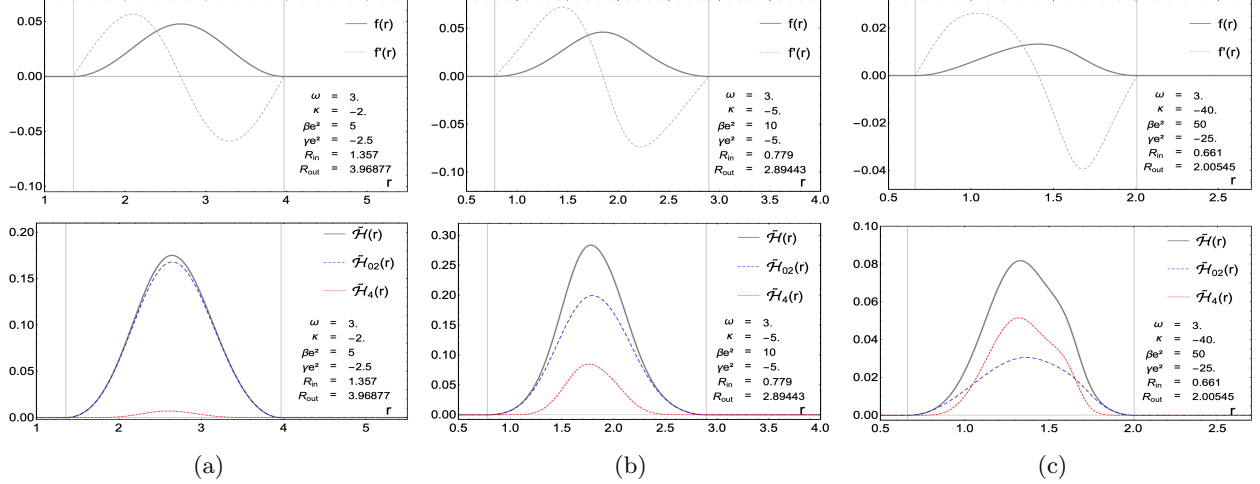 0.05
0.00
−0.05
−0.10
1 2 3 4 5
f(r)
f'(r)
ω = 3.
κ = −2.
βe² = 5
γe² = −2.5
R_in = 1.357
R_out = 3.96877
r
0.05
0.00
−0.05
−0.10
0.5 1.0 1.5 2.0 2.5 3.0 3.5 4.0
f(r)
f'(r)
ω = 3.
κ = −5.
βe² = 10
γe² = −5.
R_in = 0.779
R_out = 2.89443
r
0.02
0.00
−0.02
−0.04
0.5 1.0 1.5 2.0 2.5
f(r)
f'(r)
ω = 3.
κ = −40.
βe² = 50
γe² = −25.
R_in = 0.661
R_out = 2.00545
r
0.20
0.15
0.10
0.05
0.00
1 2 3 4 5
H̃(r)
H̃_02(r)
H̃_4(r)
ω = 3.
κ = −2.
βe² = 5
γe² = −2.5
R_in = 1.357
R_out = 3.96877
r
0.30
0.25
0.20
0.15
0.10
0.05
0.00
0.5 1.0 1.5 2.0 2.5 3.0 3.5 4.0
H̃(r)
H̃_02(r)
H̃_4(r)
ω = 3.
κ = −5.
βe² = 10
γe² = −5.
R_in = 0.779
R_out = 2.89443
r
0.10
0.08
0.06
0.04
0.02
0.00
0.5 1.0 1.5 2.0 2.5
H̃(r)
H̃_02(r)
H̃_4(r)
ω = 3.
κ = −40.
βe² = 50
γe² = −25.
R_in = 0.661
R_out = 2.00545
r
(a) (b) (c)